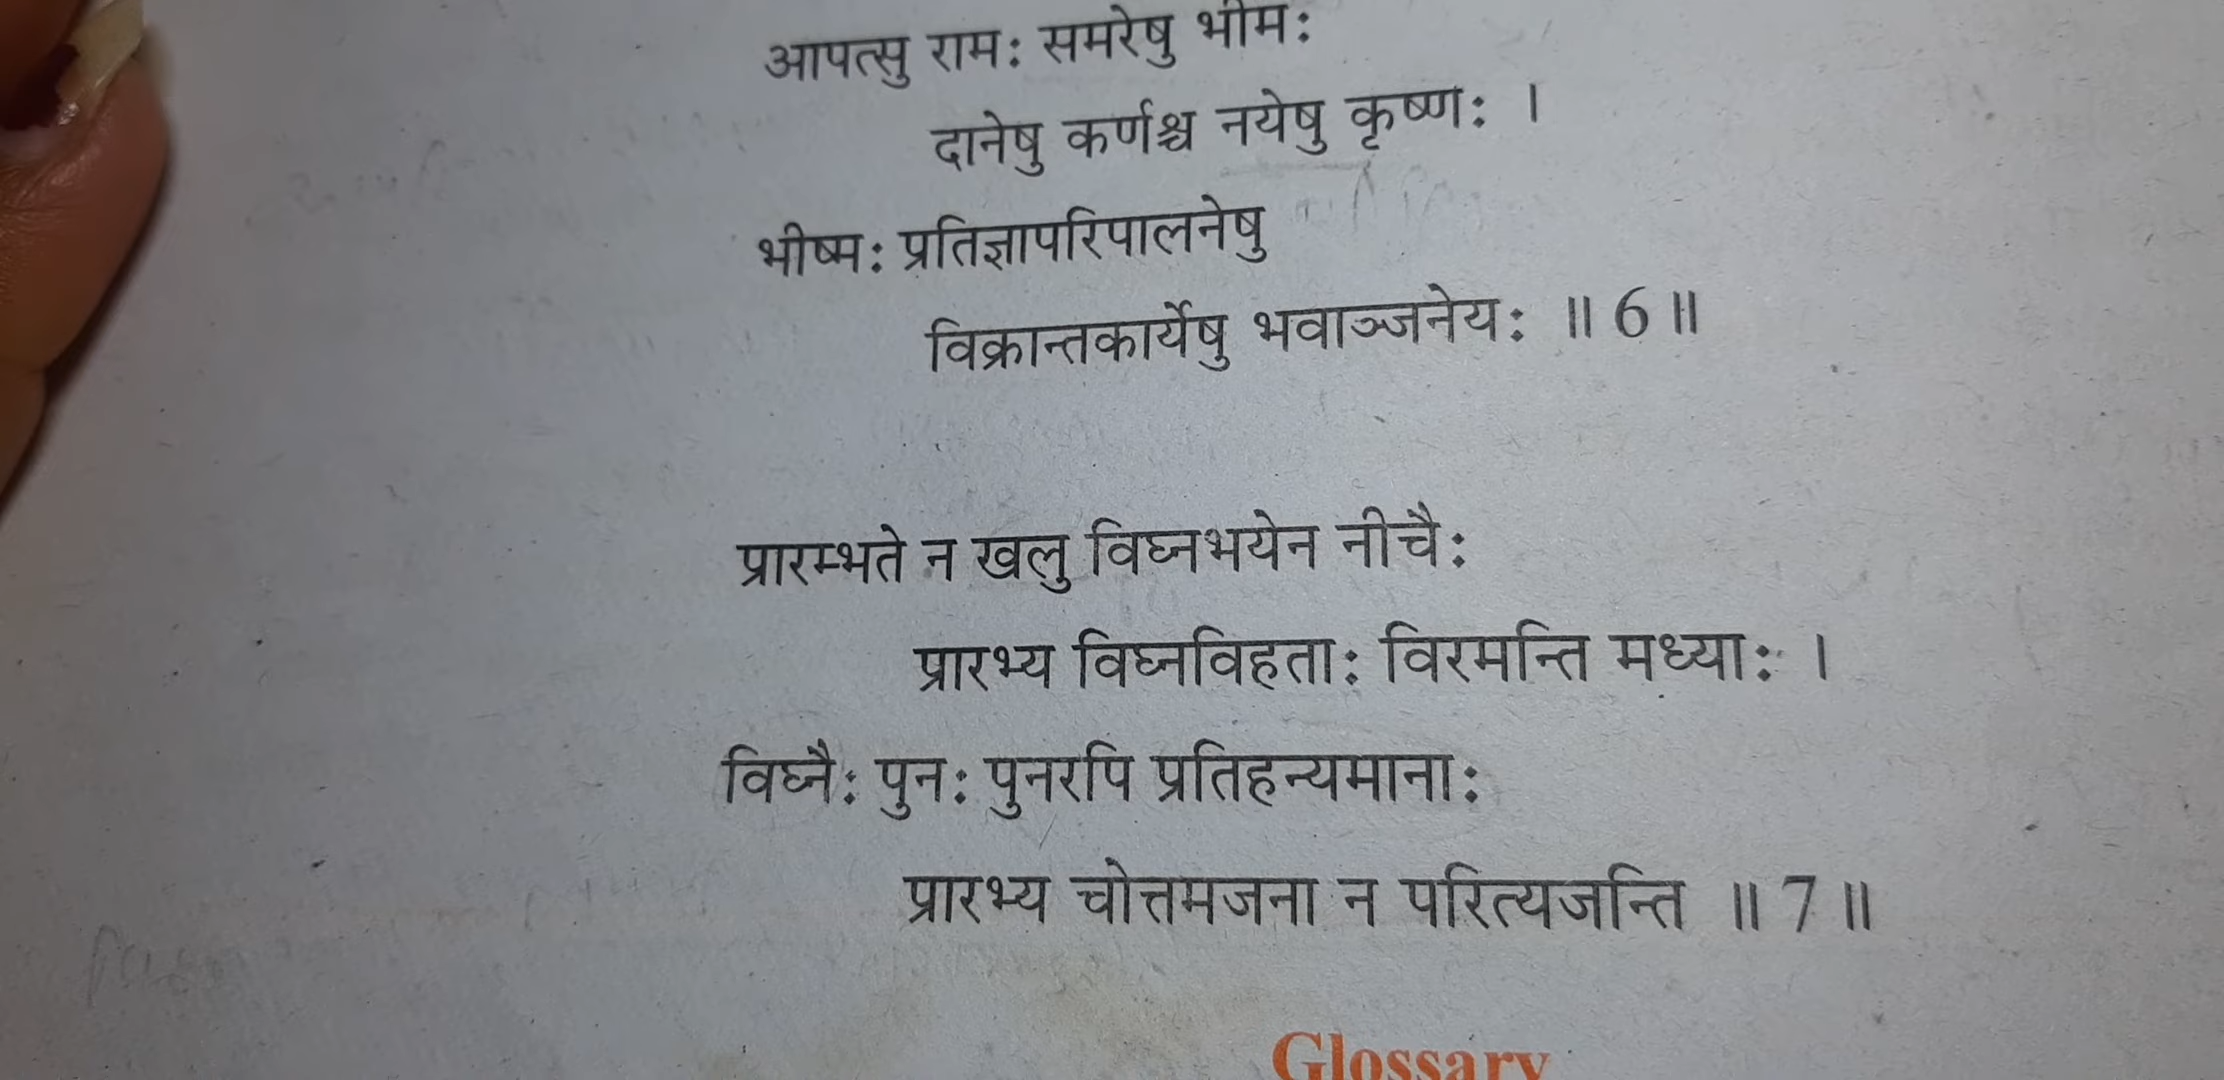 आपत्सु रामः समरेषु भीमः
दानेषु कर्णश्च नयेषु कृष्णः ।
भीष्मः प्रतिज्ञापरिपालनेषु
विक्रान्तकार्येषु भवाञ्जनेयः ॥ 6 ॥
प्रारम्भते न खलु विघ्नभयेन नीचैः
प्रारभ्य विघ्नविहताः विरमन्ति मध्याः ।
विघ्नैः पुनः पुनरपि प्रतिहन्यमानाः
प्रारभ्य चोत्तमजना न परित्यजन्ति ॥ 7 ॥
Glossary